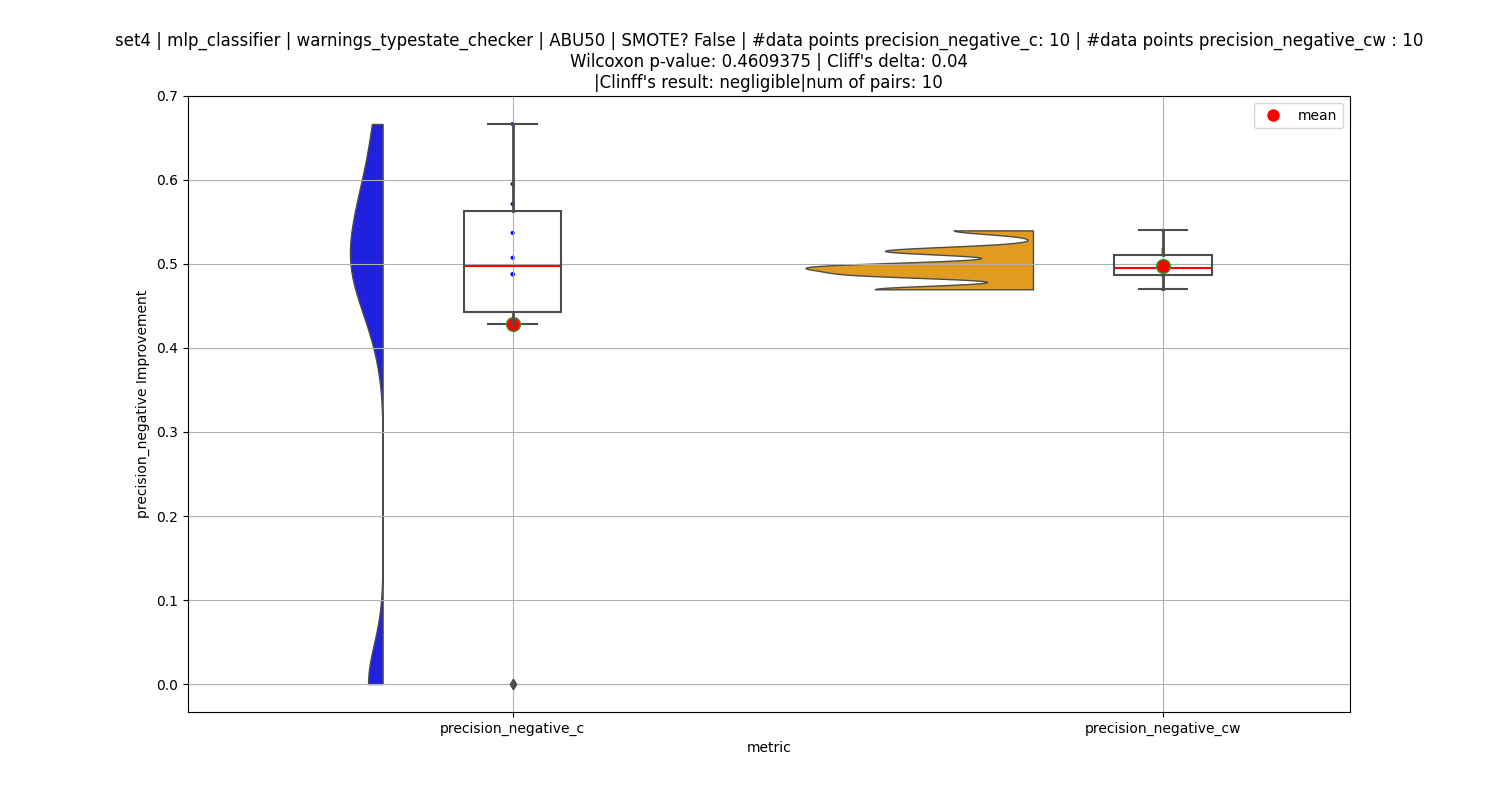 set4 | mlp_classifier | warnings_typestate_checker | ABU50 | SMOTE? False | #data points precision_negative_c: 10 | #data points precision_negative_cw : 10
Wilcoxon p-value: 0.4609375 | Cliff's delta: 0.04
|Clinff's result: negligible|num of pairs: 10
mean
0.7
0.6
0.5
0.4
0.3
0.2
0.1
0.0
precision_negative Improvement
precision_negative_c
precision_negative_cw
metric